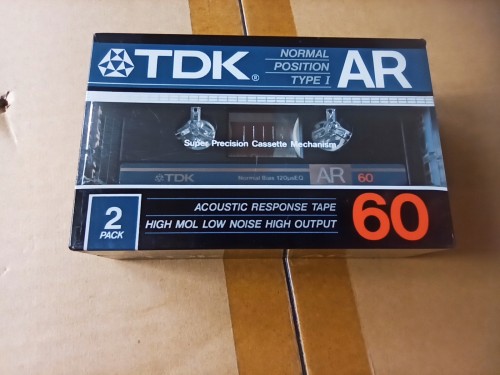 TDK®
NORMAL
POSITION
TYPE I
AR
Super Precision Cassette Mechanism
TDK
Normal Bias 120µsEQ
AR
60
2
PACK
ACOUSTIC RESPONSE TAPE
HIGH MOL LOW NOISE HIGH OUTPUT
60